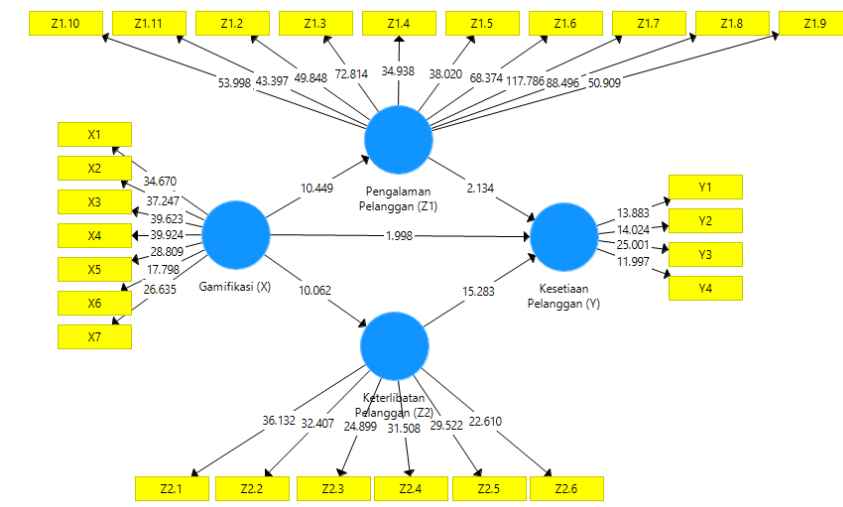 Z1.10 Z1.11 Z1.2 Z1.3 Z1.4 Z1.5 Z1.6 Z1.7 Z1.8 Z1.9
53.998 43.397 49.848 72.814 34.938 38.020 68.374 117.786 88.496 50.909
X1
X2
X3
X4
X5
X6
X7
34.670
37.247
39.623
39.924
28.809
17.798
26.635
Gamifikasi (X)
10.449
Pengalaman
Pelanggan (Z1)
2.134
1.998
10.062
15.283
Kesetiaan
Pelanggan (Y)
13.883
14.024
25.001
11.997
Y1
Y2
Y3
Y4
Keterlibatan
Pelanggan (Z2)
36.132 32.407 24.899 31.508 29.522 22.610
Z2.1 Z2.2 Z2.3 Z2.4 Z2.5 Z2.6